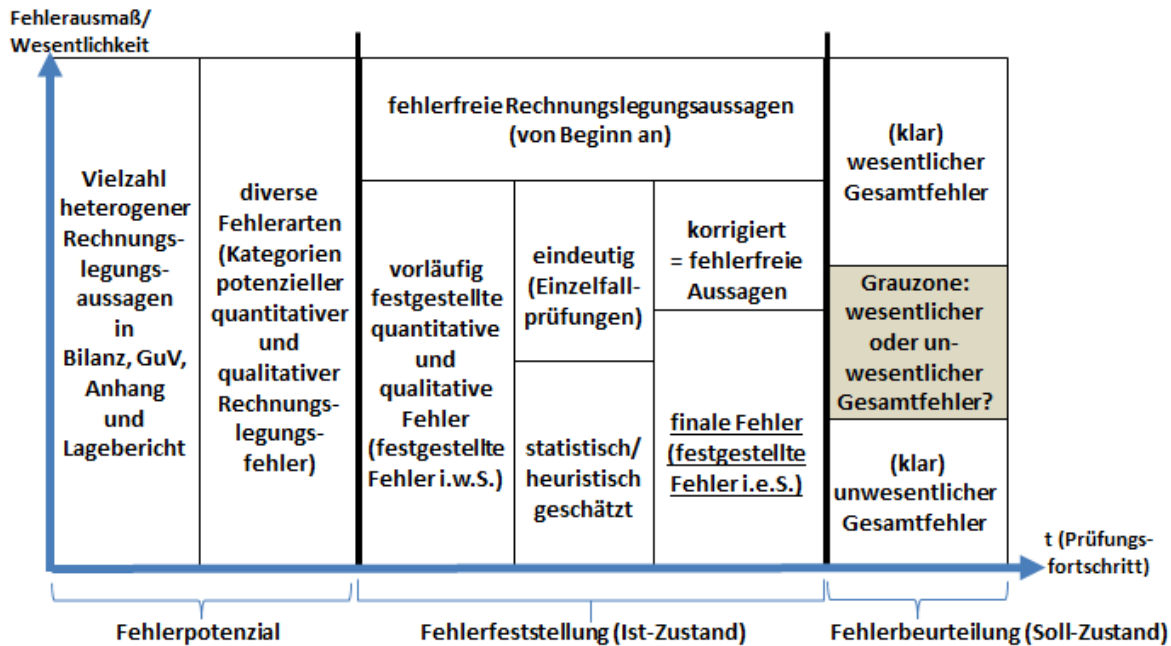 Fehlerausmaß/
Wesentlichkeit
Vielzahl
heterogener
Rechnungs-
legungs-
aussagen
in
Bilanz, GuV,
Anhang
und
Lagebericht
diverse
Fehlerarten
(Kategorien
potenzieller
quantitativer
und
qualitativer
Rechnungs-
legungs-
fehler)
fehlerfreie Rechnungslegungsaussagen
(von Beginn an)
vorläufig
festgestellte
quantitative
und
qualitative
Fehler
(festgestellte
Fehler i.w.S.)
eindeutig
(Einzelfall-
prüfungen)
statistisch/
heuristisch
geschätzt
korrigiert
= fehlerfreie
Aussagen
finale Fehler
(festgestellte
Fehler i.e.S.)
(klar)
wesentlicher
Gesamtfehler
Grauzone:
wesentlicher
oder un-
wesentlicher
Gesamtfehler?
(klar)
unwesentlicher
Gesamtfehler
t (Prüfungs-
fortschritt)
Fehlerpotenzial
Fehlerfeststellung (Ist-Zustand)
Fehlerbeurteilung (Soll-Zustand)